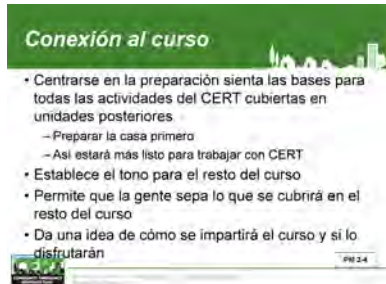 Conexión al curso
• Centrarse en la preparación sienta las bases para
todas las actividades del CERT cubiertas en
unidades posteriores
–Preparar la casa primero
–Así estará más listo para trabajar con CERT
• Establece el tono para el resto del curso
• Permite que la gente sepa lo que se cubrirá en el
resto del curso
• Da una idea de cómo se impartirá el curso y si lo
disfrutarán
PM 2-4